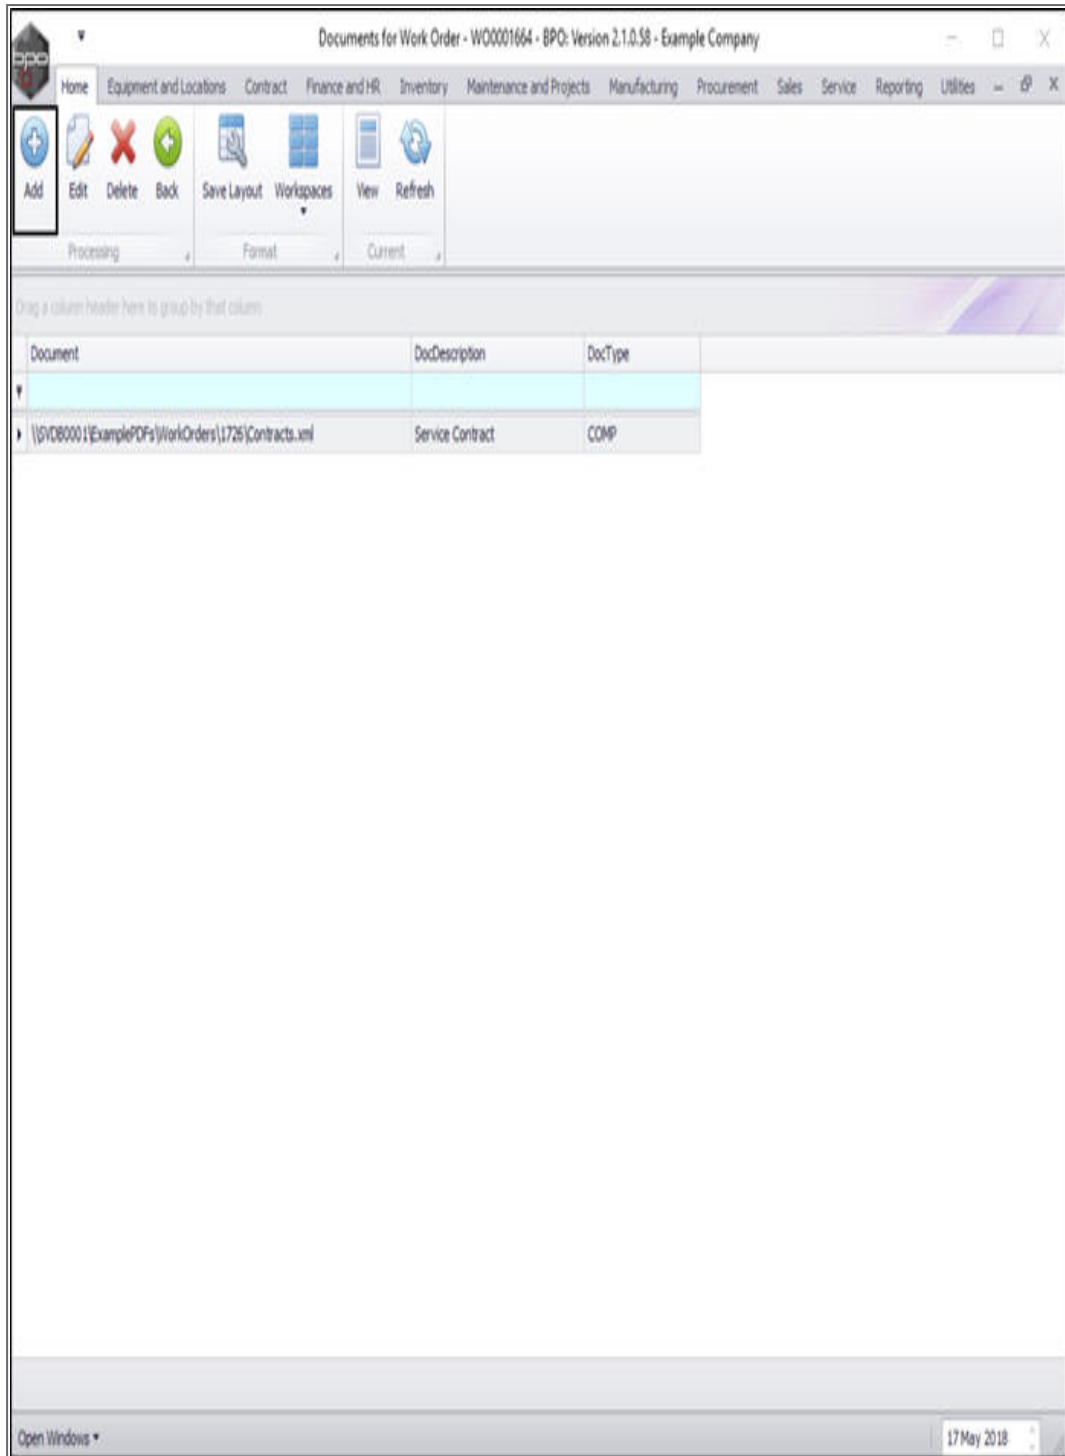 Documents for Work Order - WO0001664 - BPO: Version 2.1.0.58 - Example Company
bpo
Home Equipment and Locations Contract Finance and HR Inventory Maintenance and Projects Manufacturing Procurement Sales Service Reporting Utilities
Add Edit Delete Back Save Layout Workspaces View Refresh
Processing Format Current
Drag a column header here to group by that column
Document DocDescription DocType
\\SVDB0001\ExamplePDFs\WorkOrders\1726\Contracts.xml Service Contract COMP
Open Windows 17 May 2018